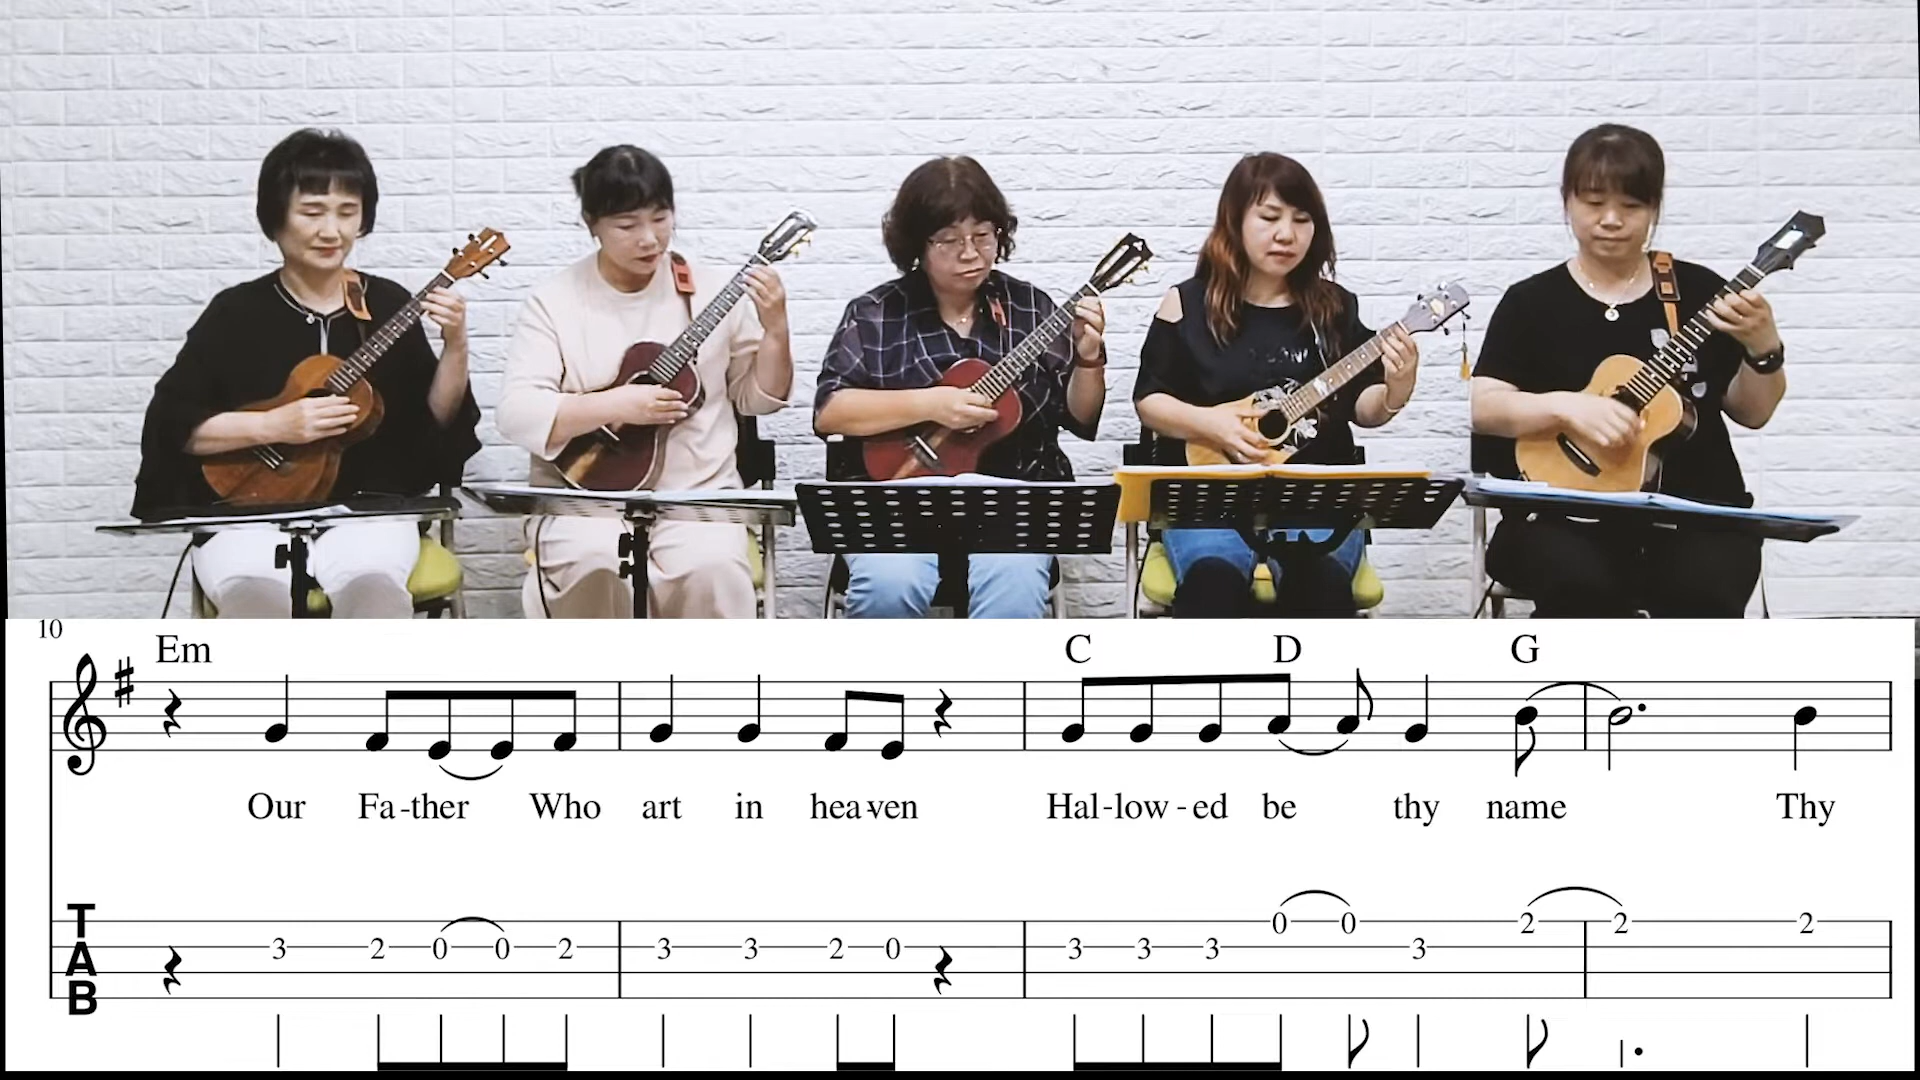 10
Em C D G
Our Fa-ther Who art in hea-ven Hal-low-ed be thy name Thy
T 3 2 0 0 2 3 3 2 0 3 3 3 0 0 3 2 2 2
A
B